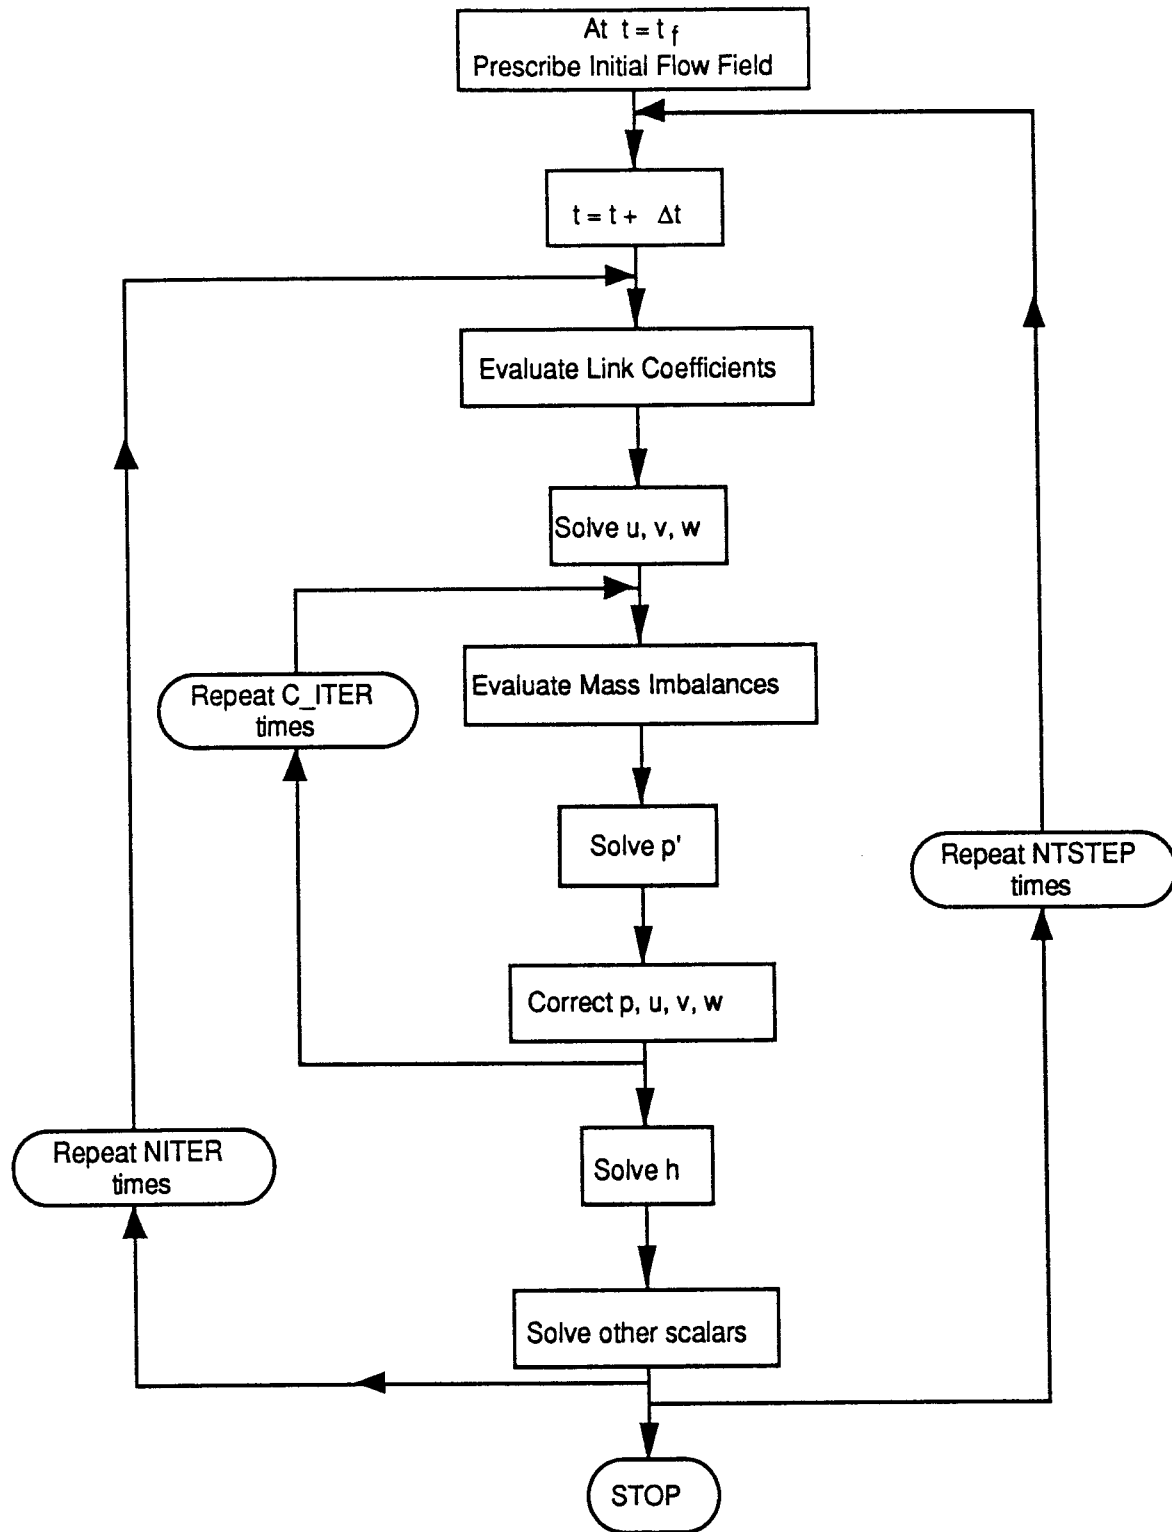 At t = t f
Prescribe Initial Flow Field
t = t + Δt
Evaluate Link Coefficients
Solve u, v, w
Evaluate Mass Imbalances
Repeat C_ITER
times
Solve p'
Repeat NTSTEP
times
Correct p, u, v, w
Repeat NITER
times
Solve h
Solve other scalars
STOP